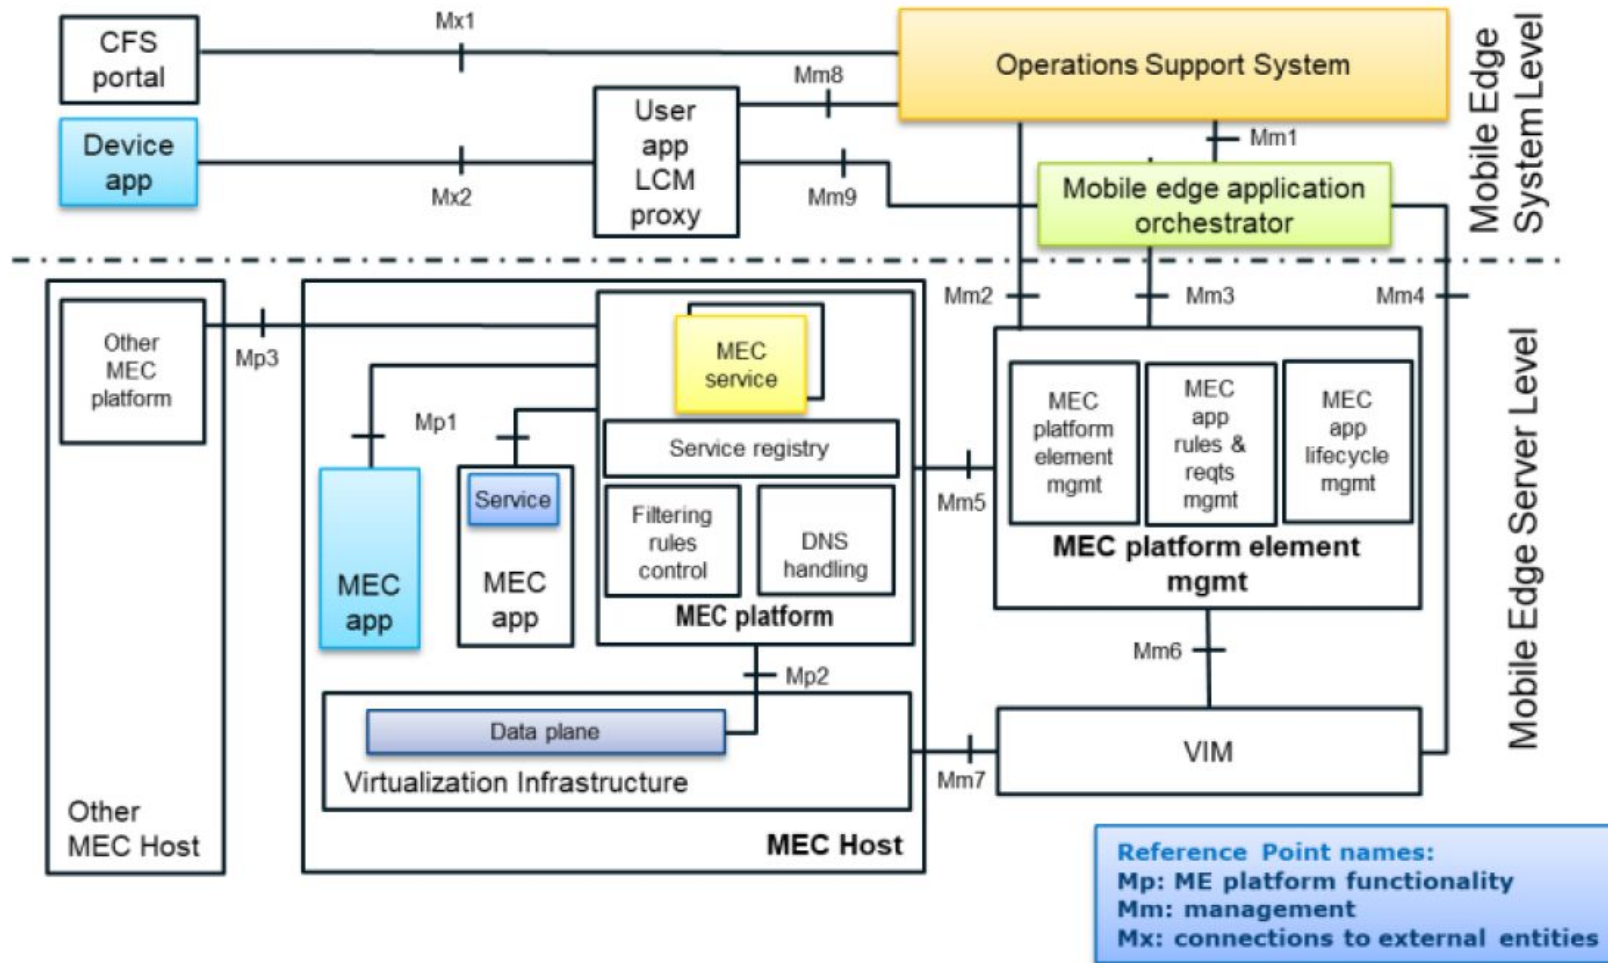 Mx1
CFS
portal
Operations Support System
Mobile Edge
System Level
Mm8
User
app
LCM
proxy
Device
app
Mx2
Mm9
Mm1
Mobile edge application
orchestrator
Mm2
Mm3
Mm4
Other
MEC
platform
Mp3
MEC
service
Mp1
Service registry
Service
MEC
app
MEC
app
Filtering
rules
control
DNS
handling
MEC platform
Mm5
MEC
platform
element
mgmt
MEC
app
rules &
reqts
mgmt
MEC
app
lifecycle
mgmt
MEC platform element
mgmt
Mobile Edge Server Level
Mp2
Mm6
Data plane
Virtualization Infrastructure
Mm7
VIM
Other
MEC Host
MEC Host
Reference Point names:
Mp: ME platform functionality
Mm: management
Mx: connections to external entities